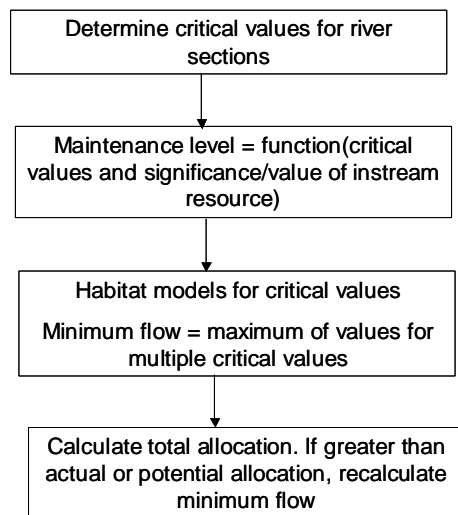 Determine critical values for river
sections
Maintenance level = function(critical
values and significance/value of instream
resource)
Habitat models for critical values
Minimum flow = maximum of values for
multiple critical values
Calculate total allocation. If greater than
actual or potential allocation, recalculate
minimum flow